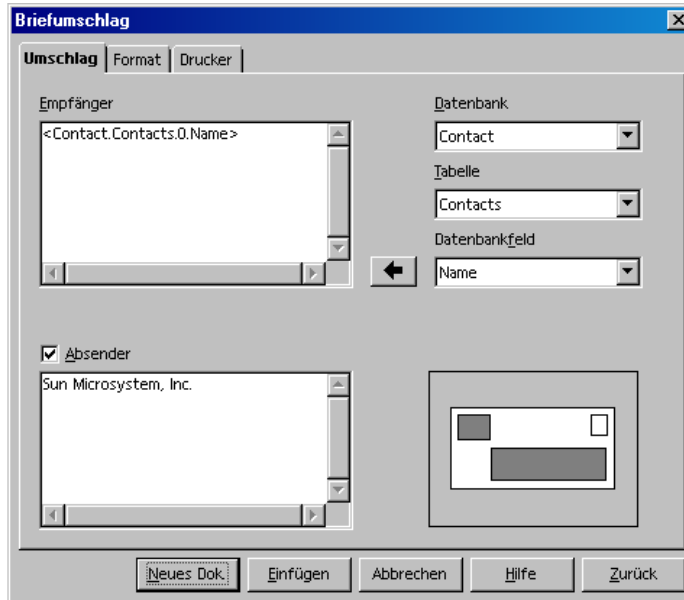 Briefumschlag
Umschlag Format Drucker
Empfänger
<Contact.Contacts.0.Name>
Datenbank
Contact
Tabelle
Contacts
Datenbankfeld
Name
Absender
Sun Microsystem, Inc.
Neues Dok. Einfügen Abbrechen Hilfe Zurück